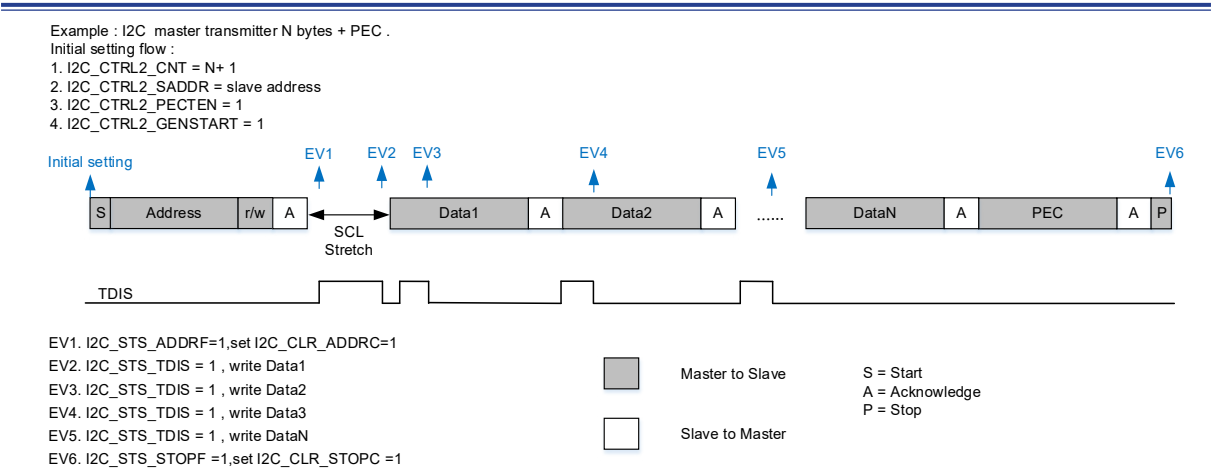 Example : I2C master transmitter N bytes + PEC .
Initial setting flow :
1. I2C_CTRL2_CNT = N+ 1
2. I2C_CTRL2_SADDR = slave address
3. I2C_CTRL2_PECTEN = 1
4. I2C_CTRL2_GENSTART = 1
Initial setting
EV1
EV2
EV3
EV4
EV5
EV6
S
Address
r/w
A
SCL
Stretch
Data1
A
Data2
A
......
DataN
A
PEC
A
P
TDIS
EV1. I2C_STS_ADDRF=1,set I2C_CLR_ADDRC=1
EV2. I2C_STS_TDIS = 1 , write Data1
EV3. I2C_STS_TDIS = 1 , write Data2
EV4. I2C_STS_TDIS = 1 , write Data3
EV5. I2C_STS_TDIS = 1 , write DataN
EV6. I2C_STS_STOPF =1,set I2C_CLR_STOPC =1
Master to Slave
Slave to Master
S = Start
A = Acknowledge
P = Stop